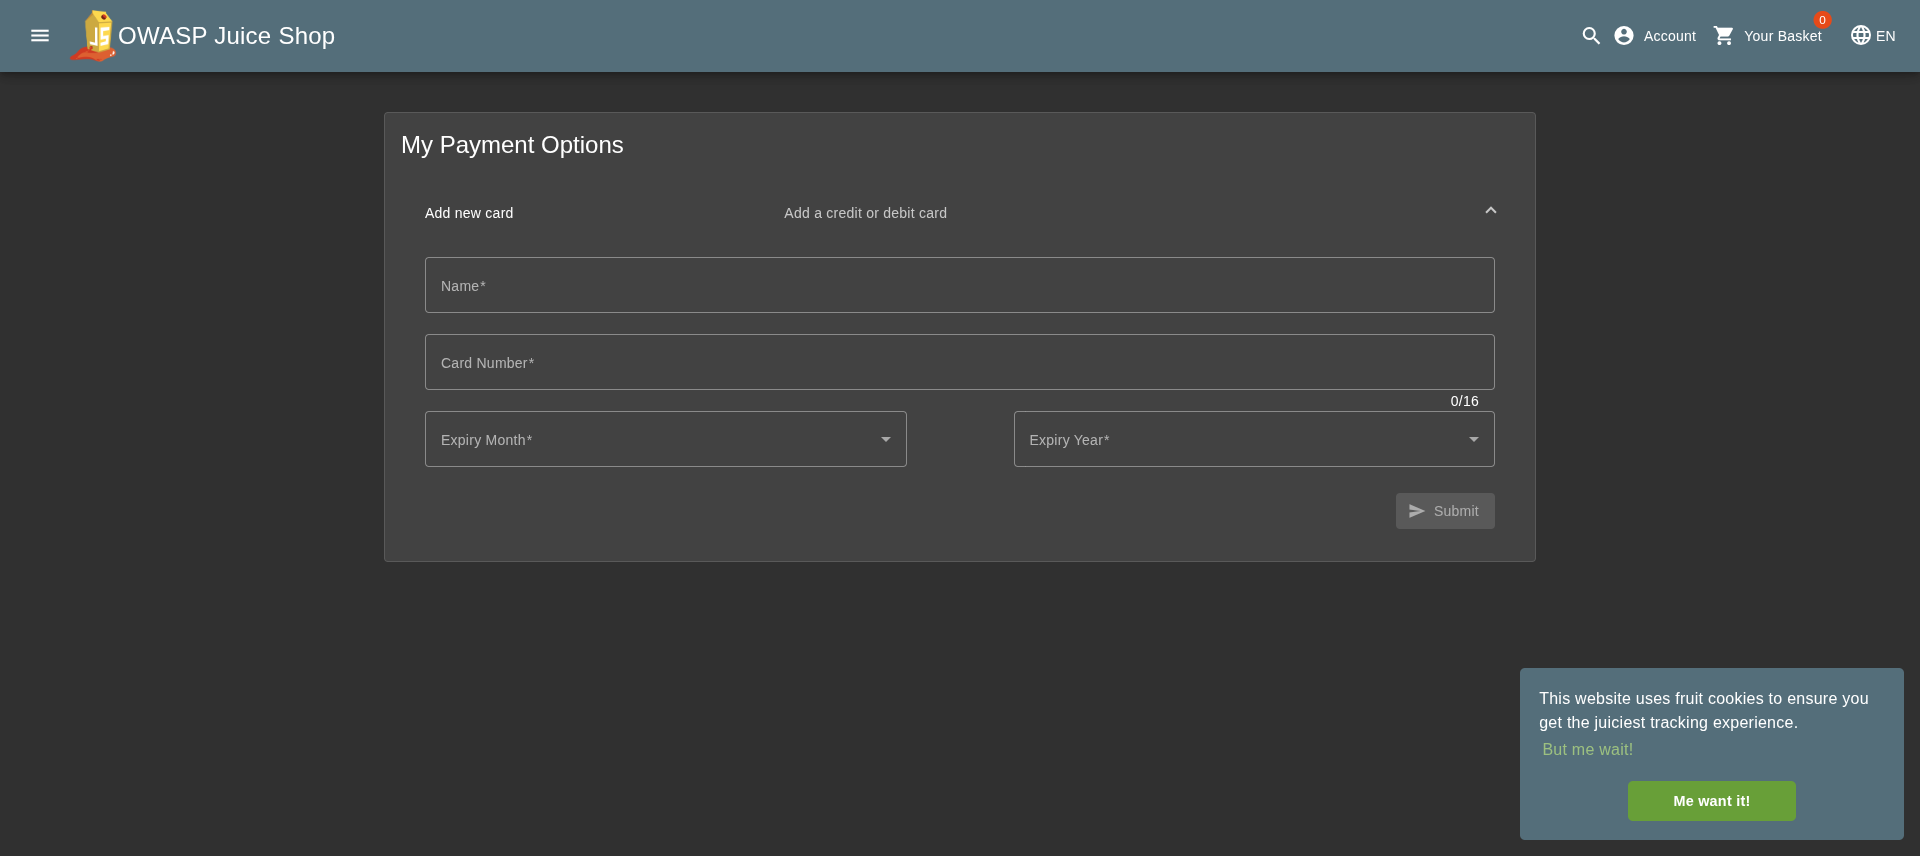 OWASP Juice Shop
Account
Your Basket
0
EN
My Payment Options
Add new card
Add a credit or debit card
Name*
Card Number*
0/16
Expiry Month*
Expiry Year*
Submit
This website uses fruit cookies to ensure you
get the juiciest tracking experience.
But me wait!
Me want it!